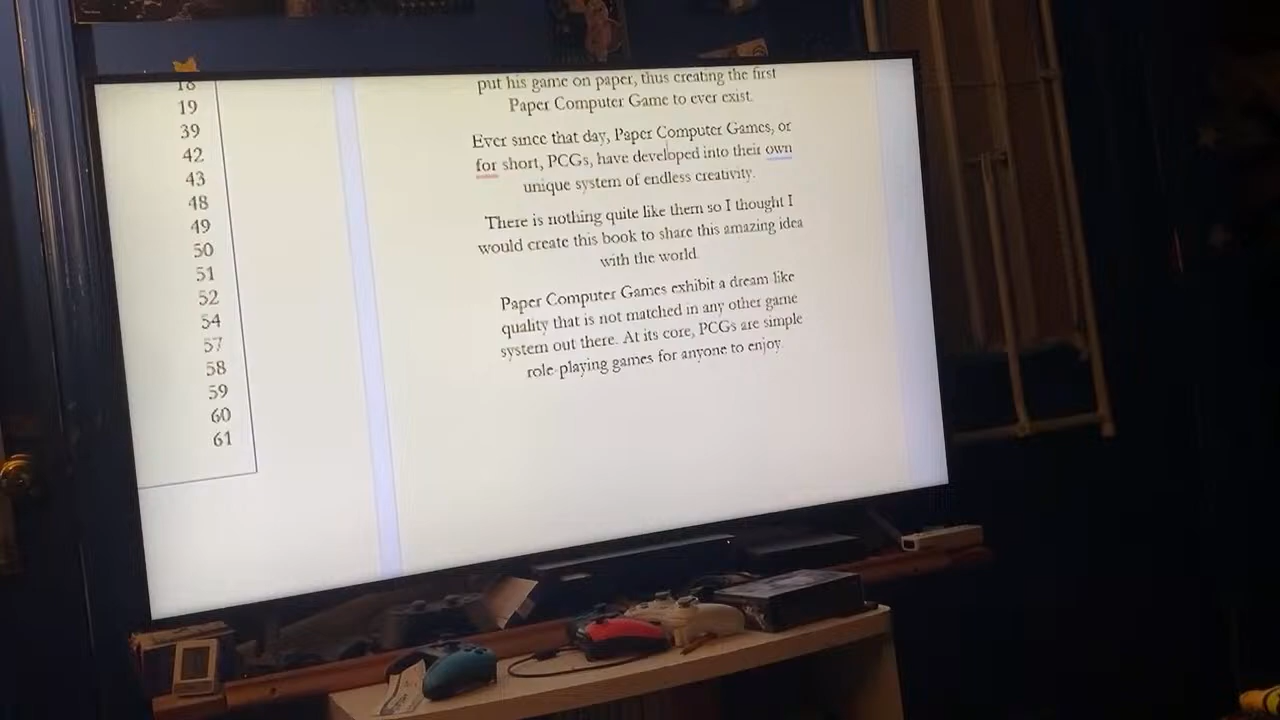 18
19
39
42
43
48
49
50
51
52
54
57
58
59
60
61
put his game on paper, thus creating the first
Paper Computer Game to ever exist.
Ever since that day, Paper Computer Games, or
for short, PCGs, have developed into their own
unique system of endless creativity.
There is nothing quite like them so I thought I
would create this book to share this amazing idea
with the world.
Paper Computer Games exhibit a dream like
quality that is not matched in any other game
system out there. At its core, PCGs are simple
role-playing games for anyone to enjoy.